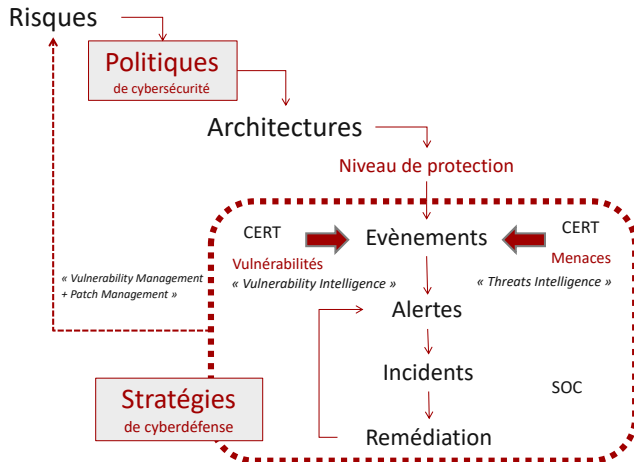 Risques
Politiques
de cybersécurité
Architectures
Niveau de protection
CERT
Evènements
CERT
Vulnérabilités
Menaces
« Vulnerability Management
+ Patch Management »
« Vulnerability Intelligence »
« Threats Intelligence »
Alertes
Incidents
SOC
Stratégies
de cyberdéfense
Remédiation